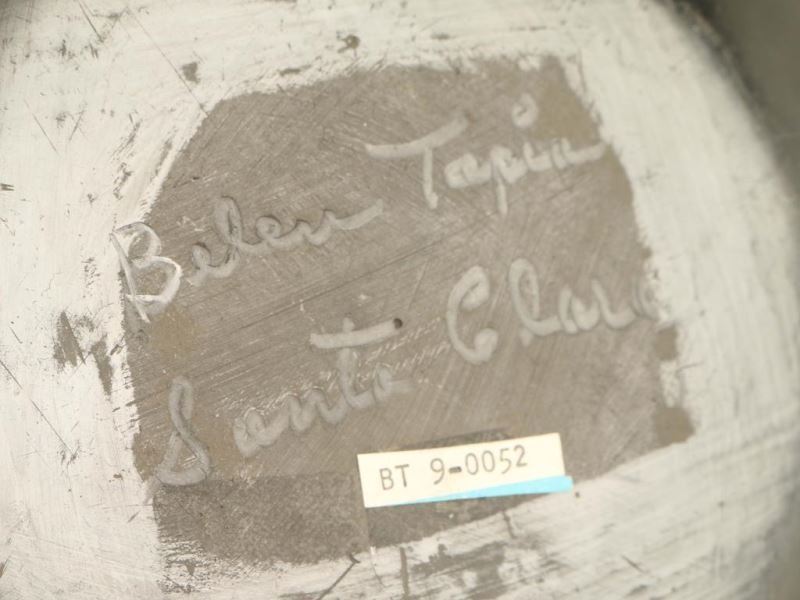 Belen Tapia
Santa Clara
BT 9-0052